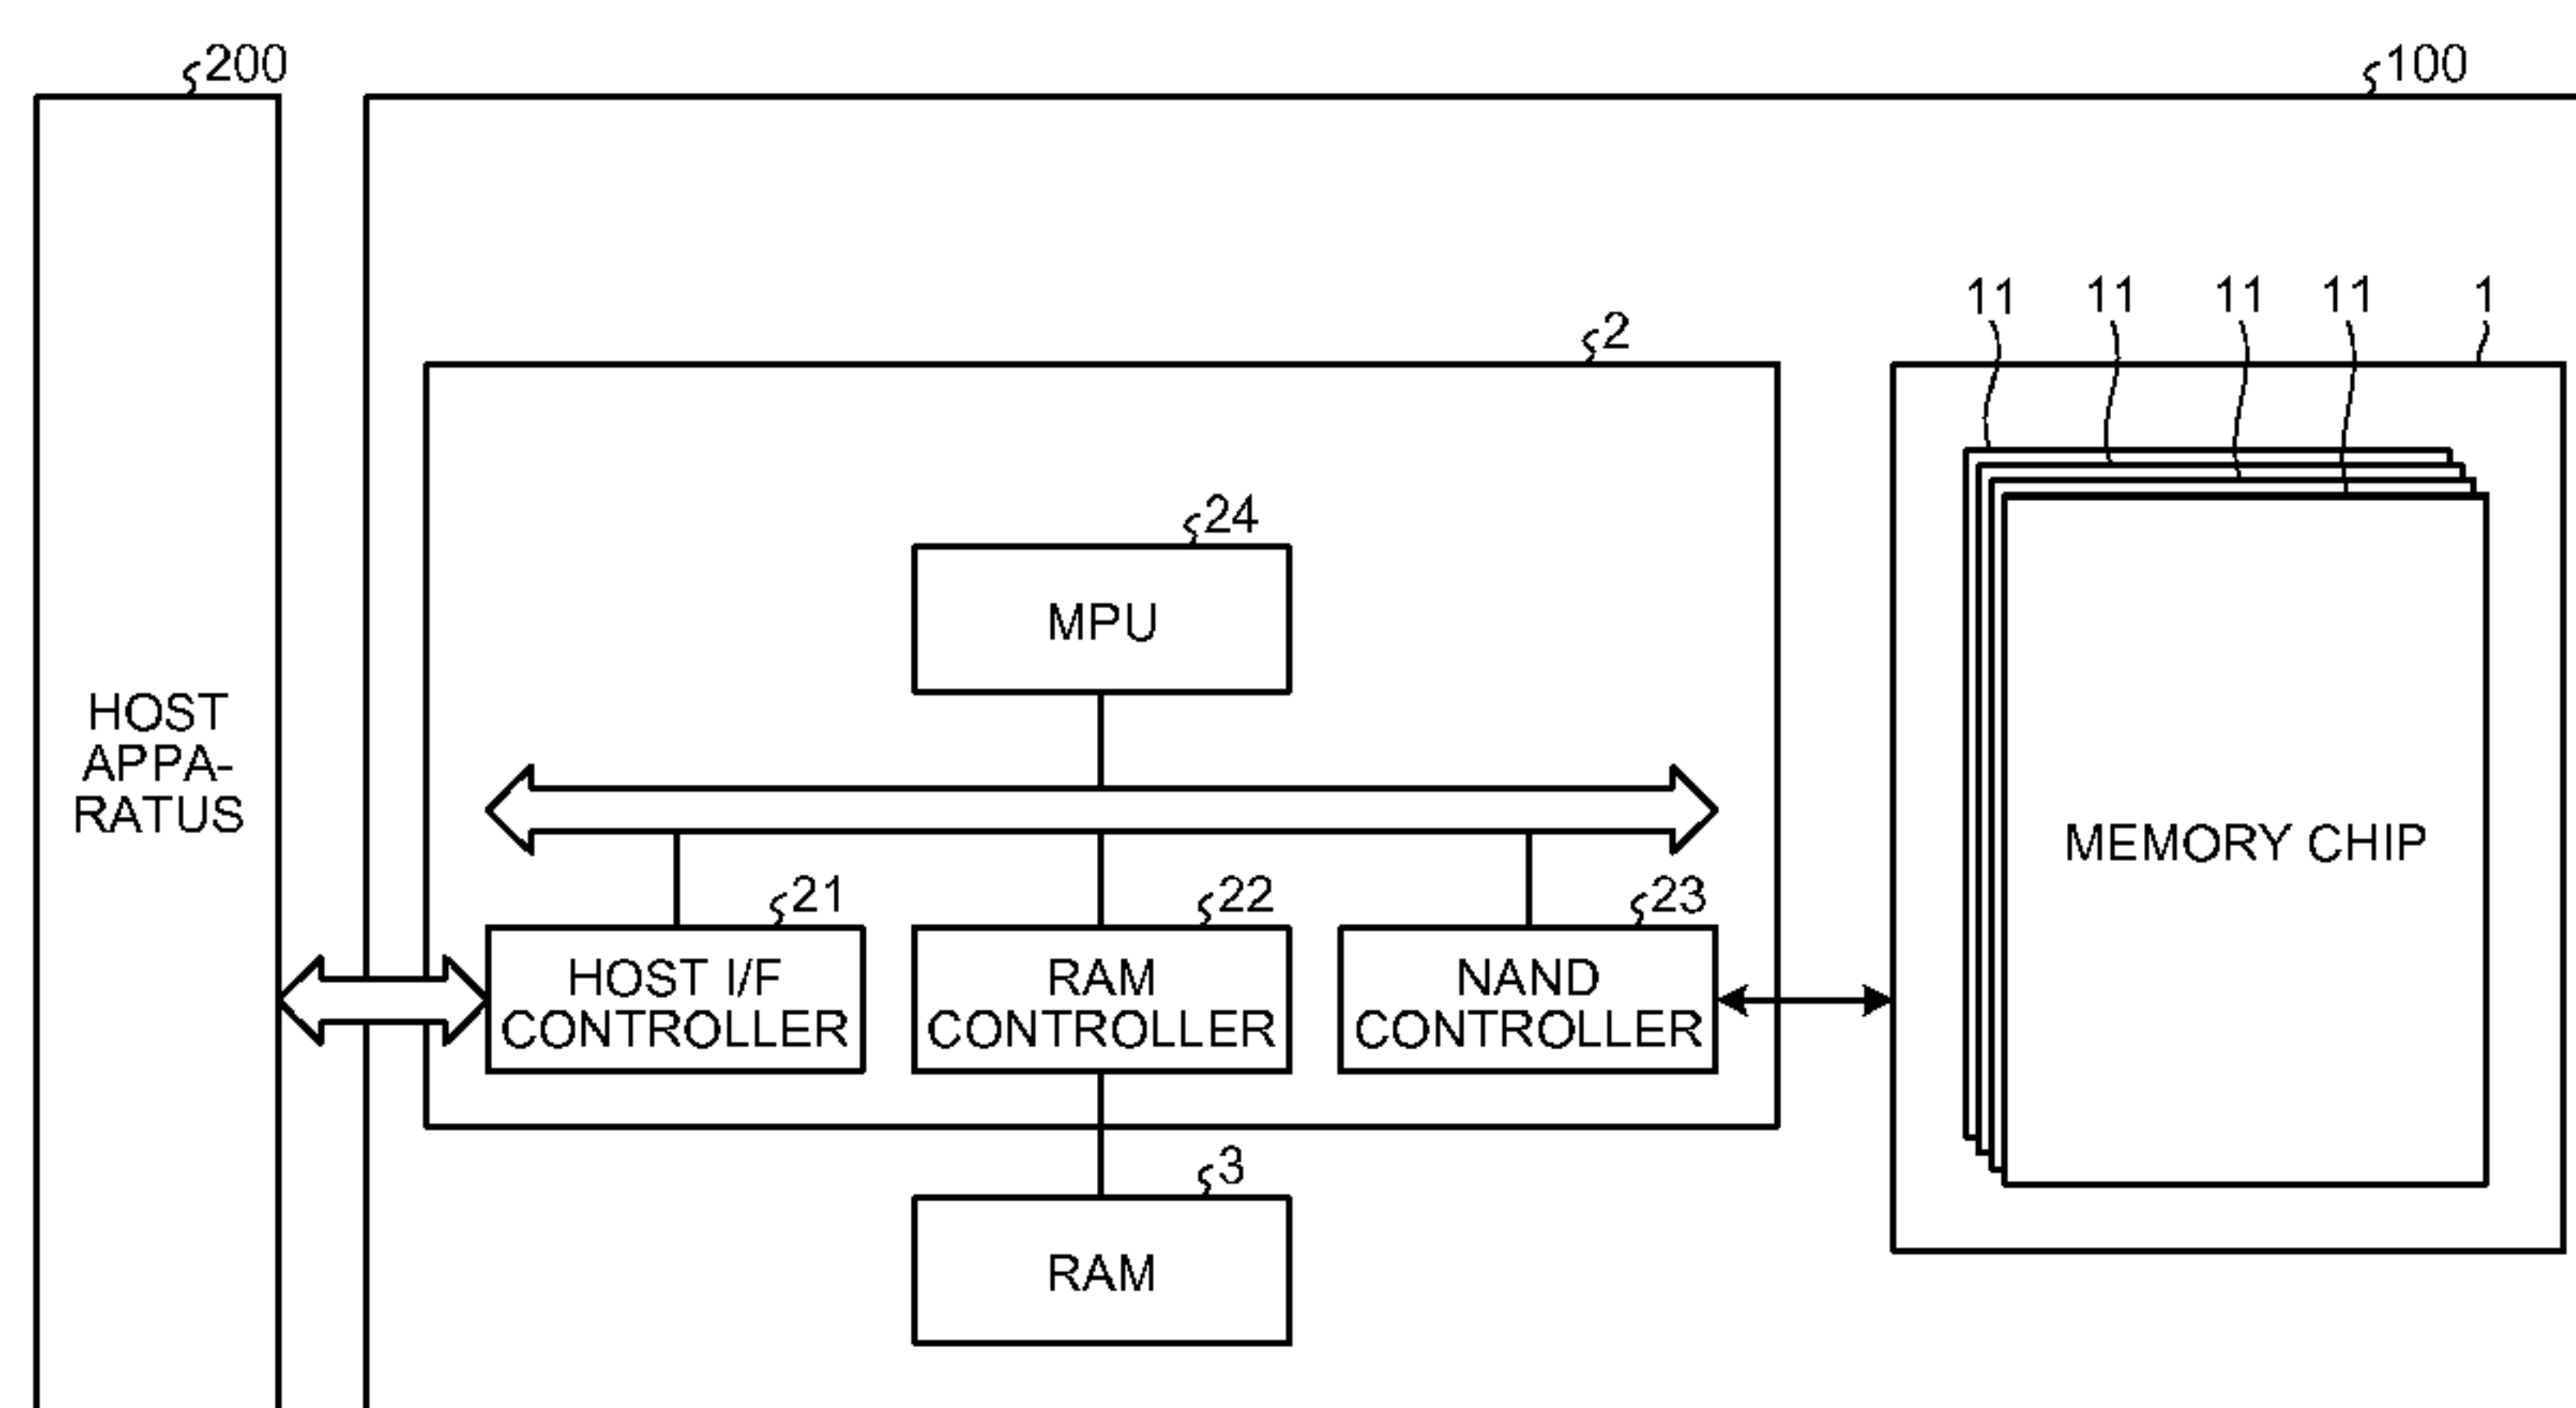 200
100
11 11 11 11 1
2
24
MPU
HOST
APPA-
RATUS
MEMORY CHIP
21
22
23
HOST I/F
CONTROLLER
RAM
CONTROLLER
NAND
CONTROLLER
3
RAM